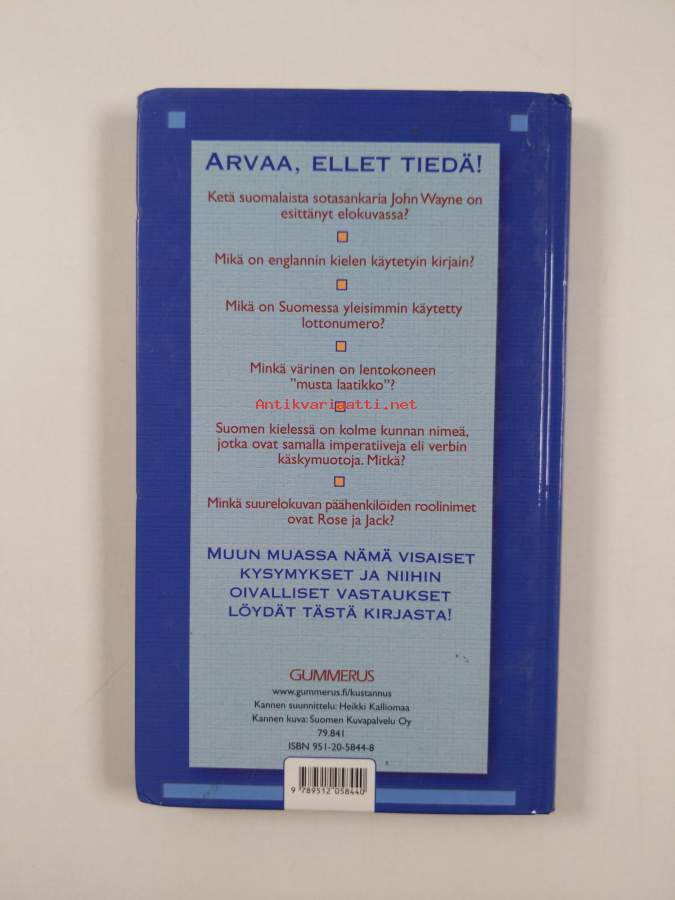 ARVAA, ELLET TIEDÄ!
Ketä suomalaista sotasankaria John Wayne on
esittänyt elokuvassa?
Mikä on englannin kielen käytetyin kirjain?
Mikä on Suomessa yleisimmin käytetty
lottonumero?
Minkä värinen on lentokoneen
"musta laatikko"?
Antikvariaatti.net
Suomen kielessä on kolme kunnan nimeä,
jotka ovat samalla imperatiiveja eli verbin
käskymuotoja. Mitkä?
Minkä suurelokuvan päähenkilöiden roolinimet
ovat Rose ja Jack?
MUUN MUASSA NÄMÄ VISAISET
KYSYMYKSET JA NIIHIN
OIVALLISET VASTAUKSET
LÖYDÄT TÄSTÄ KIRJASTA!
GUMMERUS
www.gummerus.fi/kustannus
Kannen suunnittelu: Heikki Kalliomaa
Kannen kuva: Suomen Kuvapalvelu Oy
79.841
ISBN 951-20-5844-8
9 789512 058440